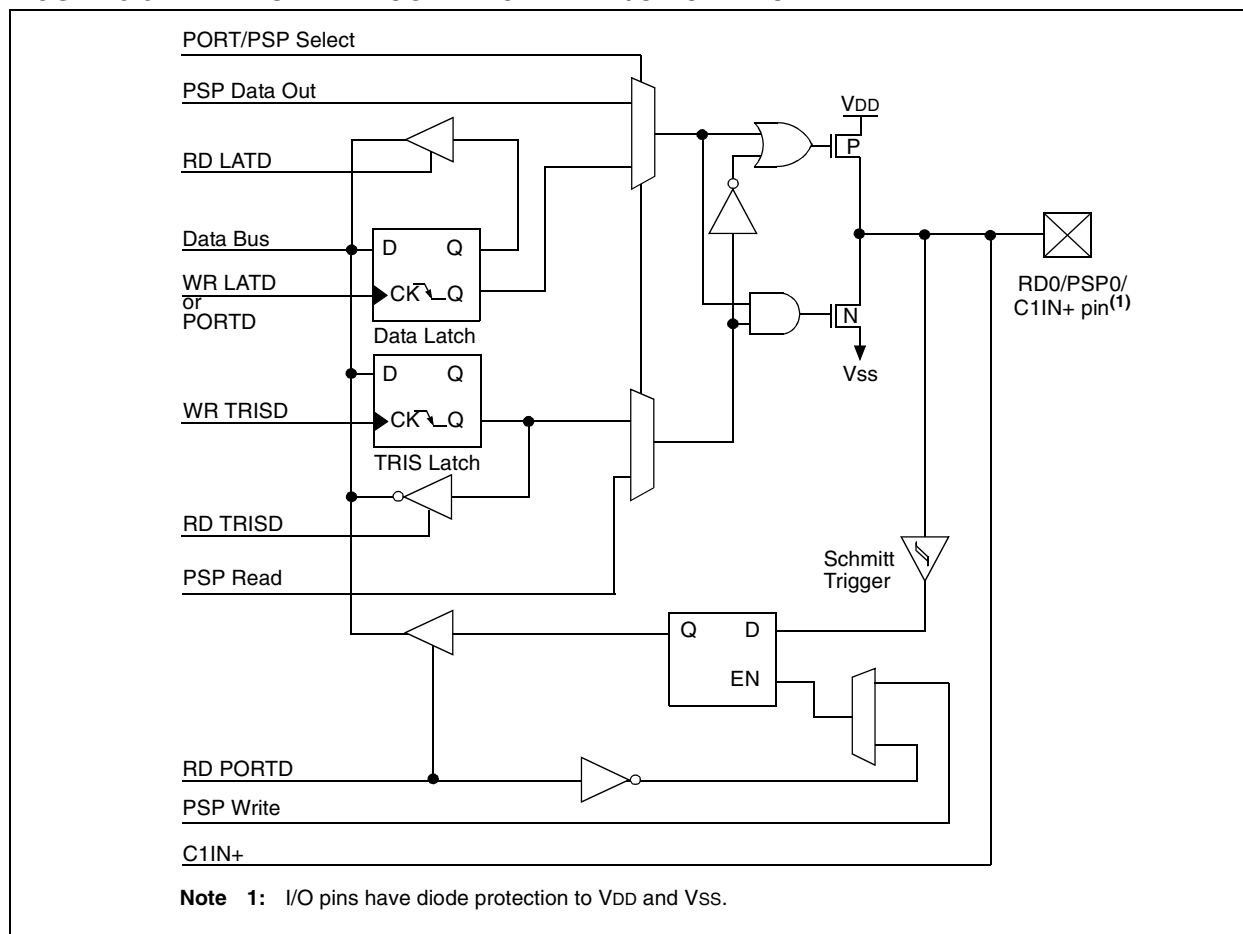 PORT/PSP Select
PSP Data Out
RD LATD
Data Bus
WR LATD
or
PORTD
D Q
CK Q
Data Latch
D Q
CK Q
TRIS Latch
WR TRISD
RD TRISD
PSP Read
VDD
P
N
Vss
RD0/PSP0/
C1IN+ pin(1)
Schmitt
Trigger
Q D
EN
RD PORTD
PSP Write
C1IN+
Note 1: I/O pins have diode protection to VDD and VSS.